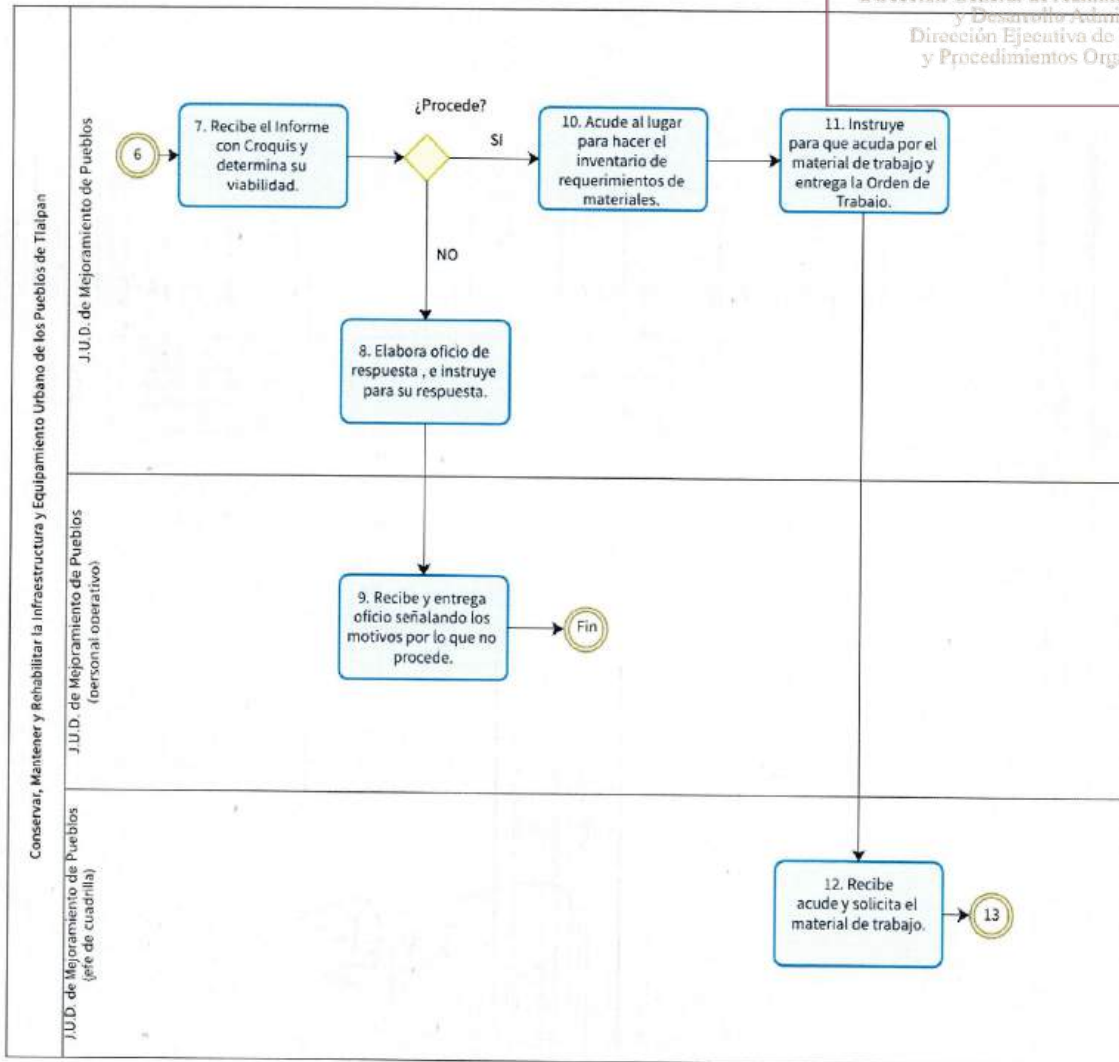 y Desarrollo Admi
Dirección Ejecutiva de
y Procedimientos Org
Conservar, Mantener y Rehabilitar la Infraestructura y Equipamiento Urbano de los Pueblos de Tlalpan
J.U.D. de Mejoramiento de Pueblos
6
7. Recibe el Informe
con Croquis y
determina su
viabilidad.
¿Procede?
SI
NO
10. Acude al lugar
para hacer el
inventario de
requerimientos de
materiales.
11. Instruye
para que acuda por el
material de trabajo y
entrega la Orden de
Trabajo.
8. Elabora oficio de
respuesta , e instruye
para su respuesta.
J.U.D. de Mejoramiento de Pueblos
(personal operativo)
9. Recibe y entrega
oficio señalando los
motivos por lo que no
procede.
Fin
J.U.D. de Mejoramiento de Pueblos
(jefe de cuadrilla)
12. Recibe
acude y solicita el
material de trabajo.
13